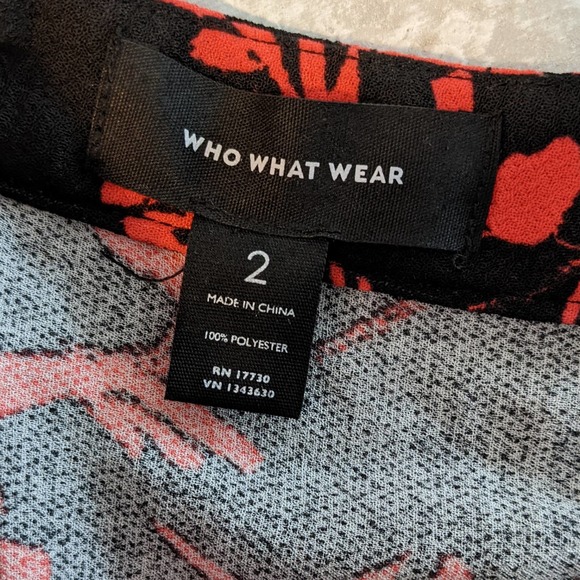 WHO WHAT WEAR
2
MADE IN CHINA
100% POLYESTER
RN 17730
VN 1343630